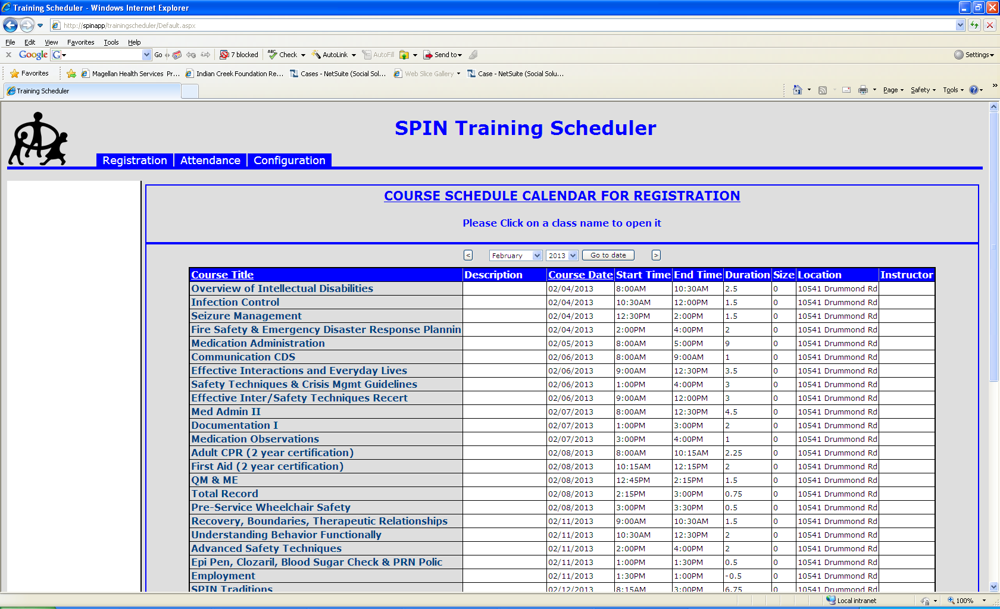 Training Scheduler - Windows Internet Explorer
http://spinapp/trainingscheduler/Default.aspx
File Edit View Favorites Tools Help
x Google G Go 7 blocked ABC Check AutoLink AutoFill Send to Settings
Favorites Magellan Health Services Pr... Indian Creek Foundation Re... Cases - NetSuite (Social Sol... Web Slice Gallery Case - NetSuite (Social Solu...
Training Scheduler Page Safety Tools »
SPIN Training Scheduler
Registration Attendance Configuration
COURSE SCHEDULE CALENDAR FOR REGISTRATION
Please Click on a class name to open it
< February 2013 Go to date >
Course Title Description Course Date Start Time End Time Duration Size Location Instructor
Overview of Intellectual Disabilities 02/04/2013 8:00AM 10:30AM 2.5 0 10541 Drummond Rd
Infection Control 02/04/2013 10:30AM 12:00PM 1.5 0 10541 Drummond Rd
Seizure Management 02/04/2013 12:30PM 2:00PM 1.5 0 10541 Drummond Rd
Fire Safety & Emergency Disaster Response Plannin 02/04/2013 2:00PM 4:00PM 2 0 10541 Drummond Rd
Medication Administration 02/05/2013 8:00AM 5:00PM 9 0 10541 Drummond Rd
Communication CDS 02/06/2013 8:00AM 9:00AM 1 0 10541 Drummond Rd
Effective Interactions and Everyday Lives 02/06/2013 9:00AM 12:30PM 3.5 0 10541 Drummond Rd
Safety Techniques & Crisis Mgmt Guidelines 02/06/2013 1:00PM 4:00PM 3 0 10541 Drummond Rd
Effective Inter/Safety Techniques Recert 02/06/2013 9:00AM 12:00PM 3 0 10541 Drummond Rd
Med Admin II 02/07/2013 8:00AM 12:30PM 4.5 0 10541 Drummond Rd
Documentation I 02/07/2013 1:00PM 3:00PM 2 0 10541 Drummond Rd
Medication Observations 02/07/2013 3:00PM 4:00PM 1 0 10541 Drummond Rd
Adult CPR (2 year certification) 02/08/2013 8:00AM 10:15AM 2.25 0 10541 Drummond Rd
First Aid (2 year certification) 02/08/2013 10:15AM 12:15PM 2 0 10541 Drummond Rd
QM & ME 02/08/2013 12:45PM 2:15PM 1.5 0 10541 Drummond Rd
Total Record 02/08/2013 2:15PM 3:00PM 0.75 0 10541 Drummond Rd
Pre-Service Wheelchair Safety 02/08/2013 3:00PM 3:30PM 0.5 0 10541 Drummond Rd
Recovery, Boundaries, Therapeutic Relationships 02/11/2013 9:00AM 10:30AM 1.5 0 10541 Drummond Rd
Understanding Behavior Functionally 02/11/2013 10:30AM 12:30PM 2 0 10541 Drummond Rd
Advanced Safety Techniques 02/11/2013 2:00PM 4:00PM 2 0 10541 Drummond Rd
Epi Pen, Clozaril, Blood Sugar Check & PRN Polic 02/11/2013 1:00PM 1:30PM 0.5 0 10541 Drummond Rd
Employment 02/11/2013 1:30PM 1:00PM -0.5 0 10541 Drummond Rd
SPIN Traditions 02/12/2013 8:15AM 3:00PM 6.75 0 10541 Drummond Rd
Local intranet 100%